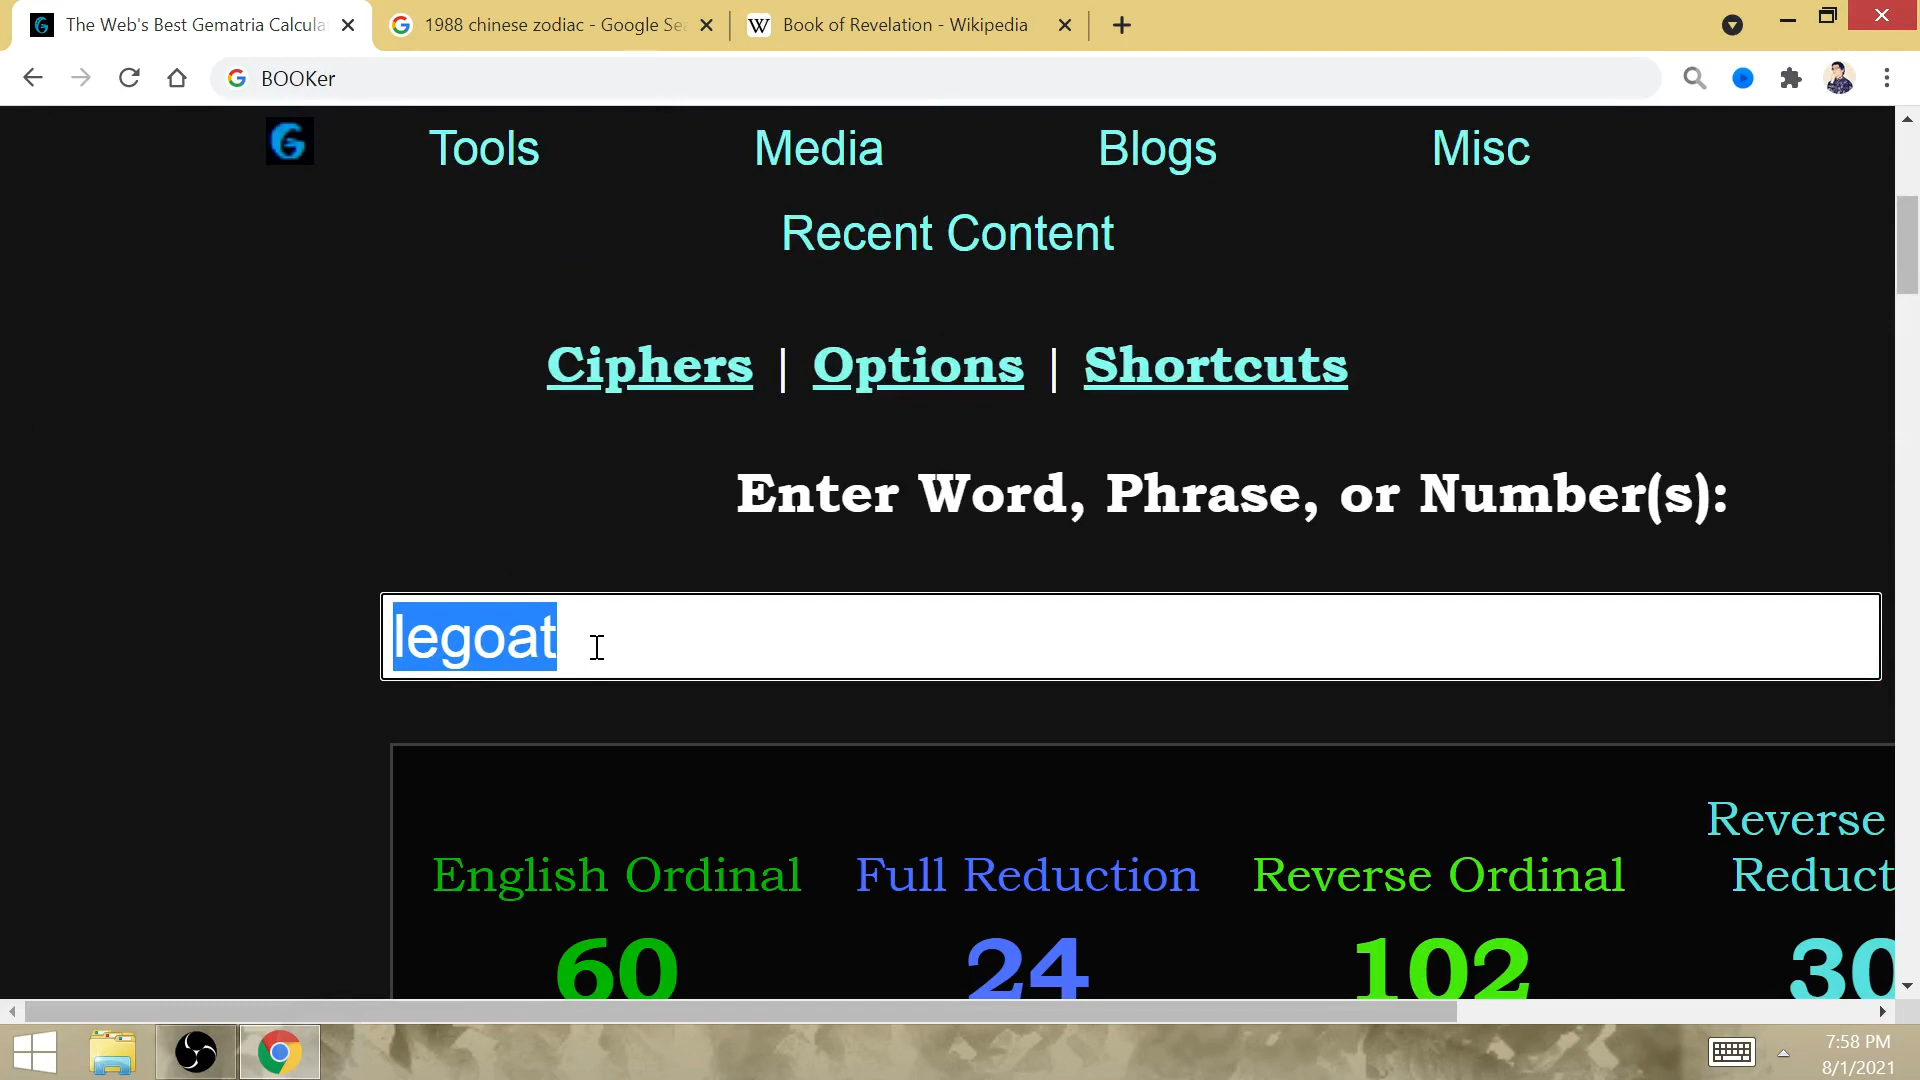 The Web's Best Gematria Calcula
1988 chinese zodiac - Google Sea
Book of Revelation - Wikipedia
BOOKer
Tools
Media
Blogs
Misc
Recent Content
Ciphers | Options | Shortcuts
Enter Word, Phrase, or Number(s):
legoat
Reverse
English Ordinal
Full Reduction
Reverse Ordinal
Reduct
60
24
102
30
7:58 PM
8/1/2021